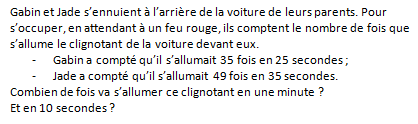 Gabin et Jade s'ennuient à l'arrière de la voiture de leurs parents. Pour
s'occuper, en attendant à un feu rouge, ils comptent le nombre de fois que
s'allume le clignotant de la voiture devant eux.
- Gabin a compté qu'il s'allumait 35 fois en 25 secondes ;
- Jade a compté qu'il s'allumait 49 fois en 35 secondes.
Combien de fois va s'allumer ce clignotant en une minute ?
Et en 10 secondes ?